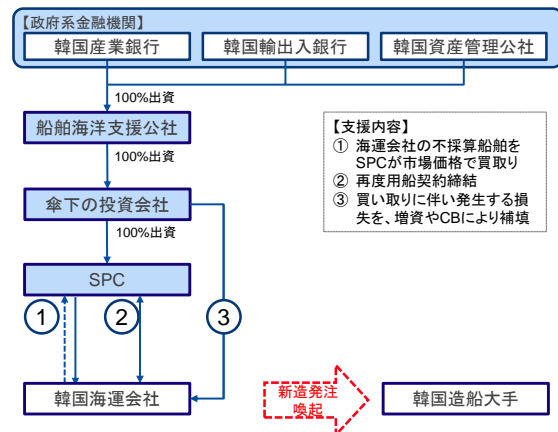 【政府系金融機関】
韓国産業銀行
韓国輸出入銀行
韓国資産管理公社
100%出資
船舶海洋支援公社
100%出資
傘下の投資会社
100%出資
SPC
【支援内容】
① 海運会社の不採算船舶を
SPCが市場価格で買取り
② 再度用船契約締結
③ 買い取りに伴い発生する損
失を、増資やCBにより補填
1
2
3
韓国海運会社
新造発注
喚起
韓国造船大手